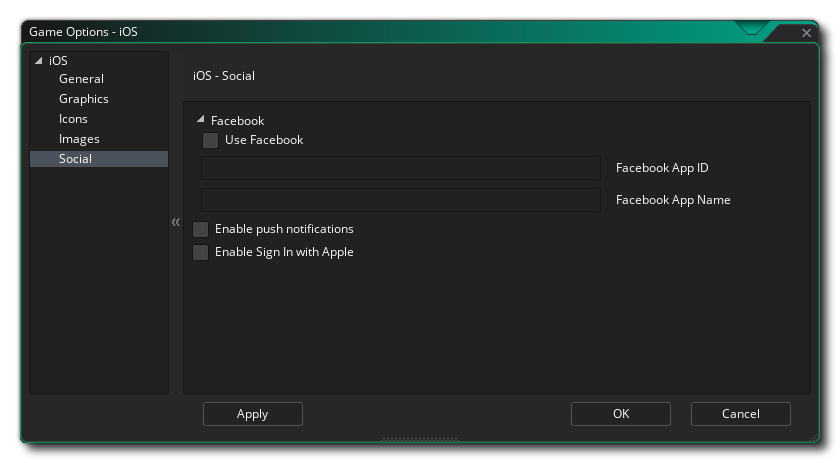 Game Options - iOS
iOS
General
Graphics
Icons
Images
Social
iOS - Social
Facebook
Use Facebook
Facebook App ID
Facebook App Name
Enable push notifications
Enable Sign In with Apple
Apply
OK
Cancel